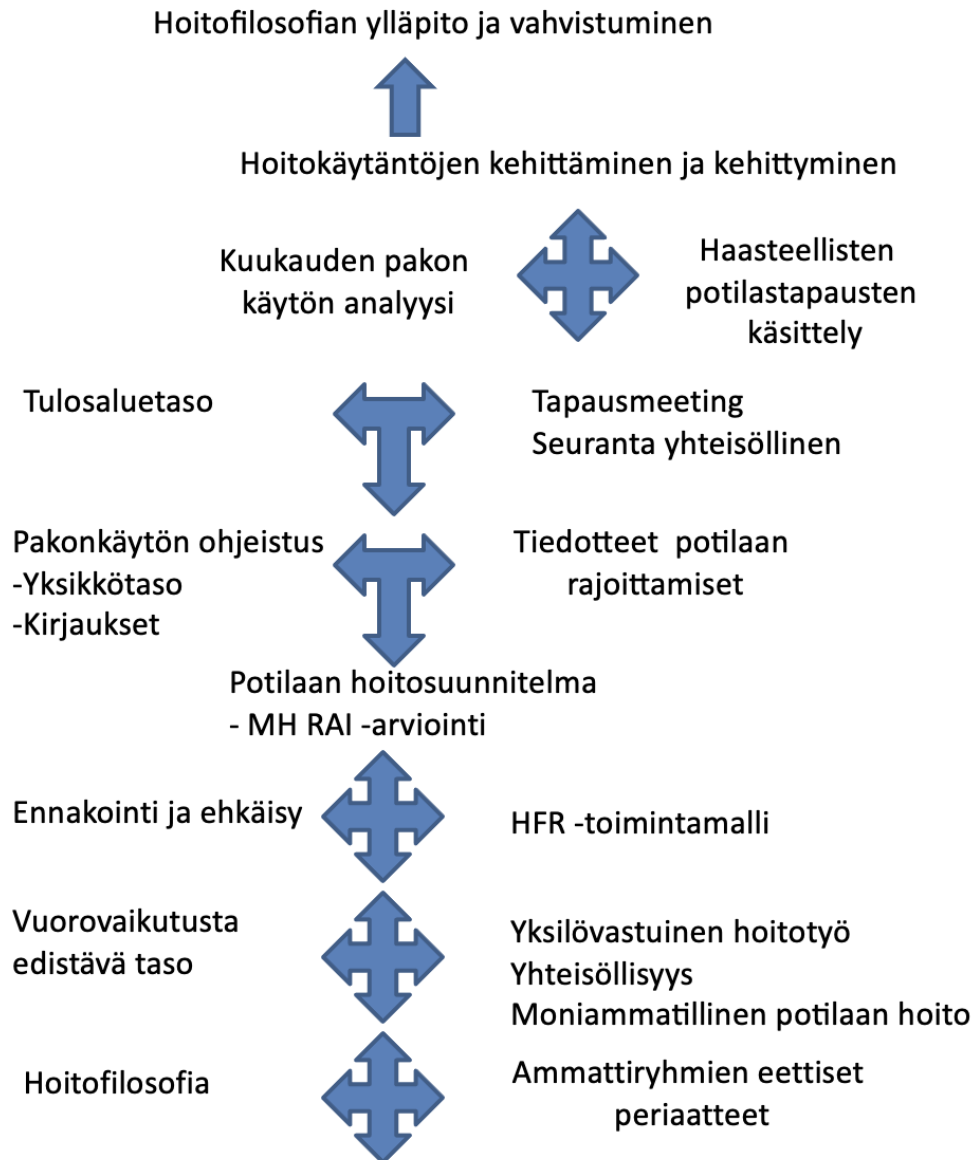 Hoitofilosofian ylläpito ja vahvistuminen
Hoitokäytäntöjen kehittäminen ja kehittyminen
Kuukauden pakon
käytön analyysi
Haasteellisten
potilastapausten
käsittely
Tulosaluetaso
Tapausmeeting
Seuranta yhteisöllinen
Pakonkäytön ohjeistus
-Yksikkötaso
-Kirjaukset
Tiedotteet potilaan
rajoittamiset
Potilaan hoitosuunnitelma
- MH RAI -arviointi
Ennakointi ja ehkäisy
HFR -toimintamalli
Vuorovaikutusta
edistävä taso
Yksilövastuinen hoitotyö
Yhteisöllisyys
Moniammatillinen potilaan hoito
Hoitofilosofia
Ammattiryhmien eettiset
periaatteet